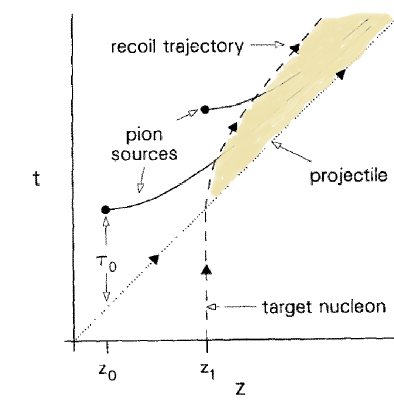 recoil trajectory
pion
sources
t
projectile
τ₀
target nucleon
z₀
z₁
z